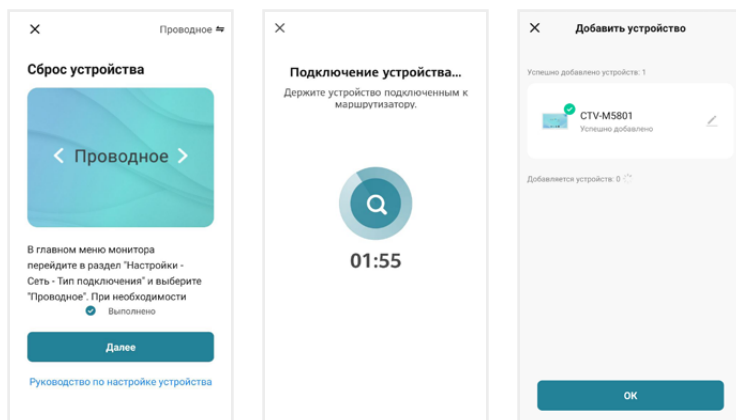 Проводное
Сброс устройства
Проводное
В главном меню монитора
перейдите в раздел "Настройки -
Сеть - Тип подключения" и выберите
"Проводное". При необходимости
Выполнено
Далее
Руководство по настройке устройства
Подключение устройства...
Держите устройство подключенным к
маршрутизатору.
01:55
Добавить устройство
Успешно добавлено устройств: 1
CTV-M5801
Успешно добавлено
Добавляется устройств: 0
ОК